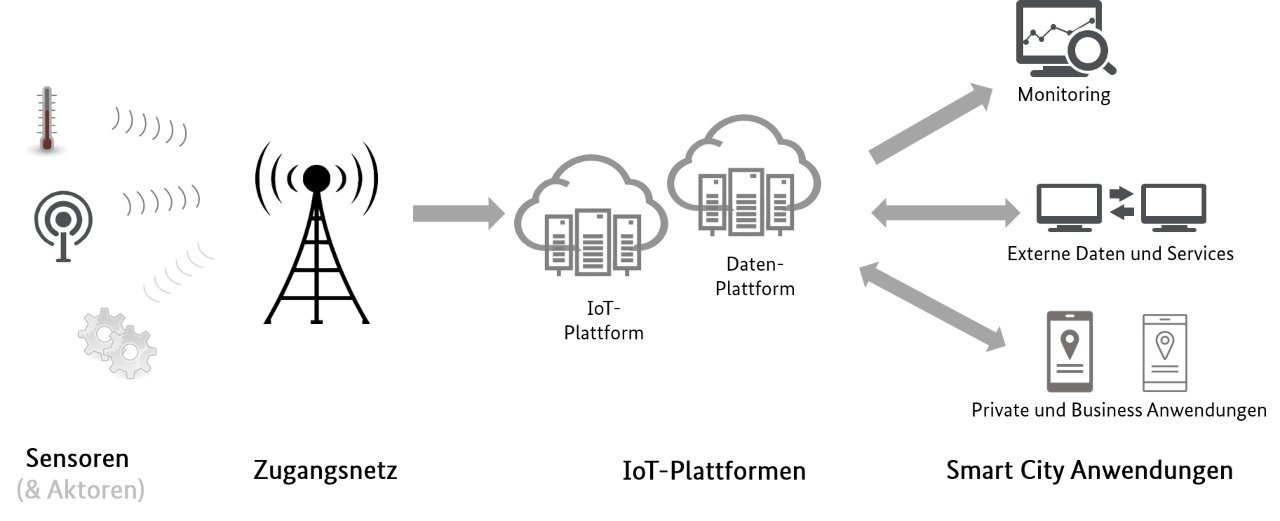 Monitoring
Externe Daten und Services
Daten-
Plattform
IoT-
Plattform
Private und Business Anwendungen
Sensoren
(& Aktoren)
Zugangsnetz
IoT-Plattformen
Smart City Anwendungen